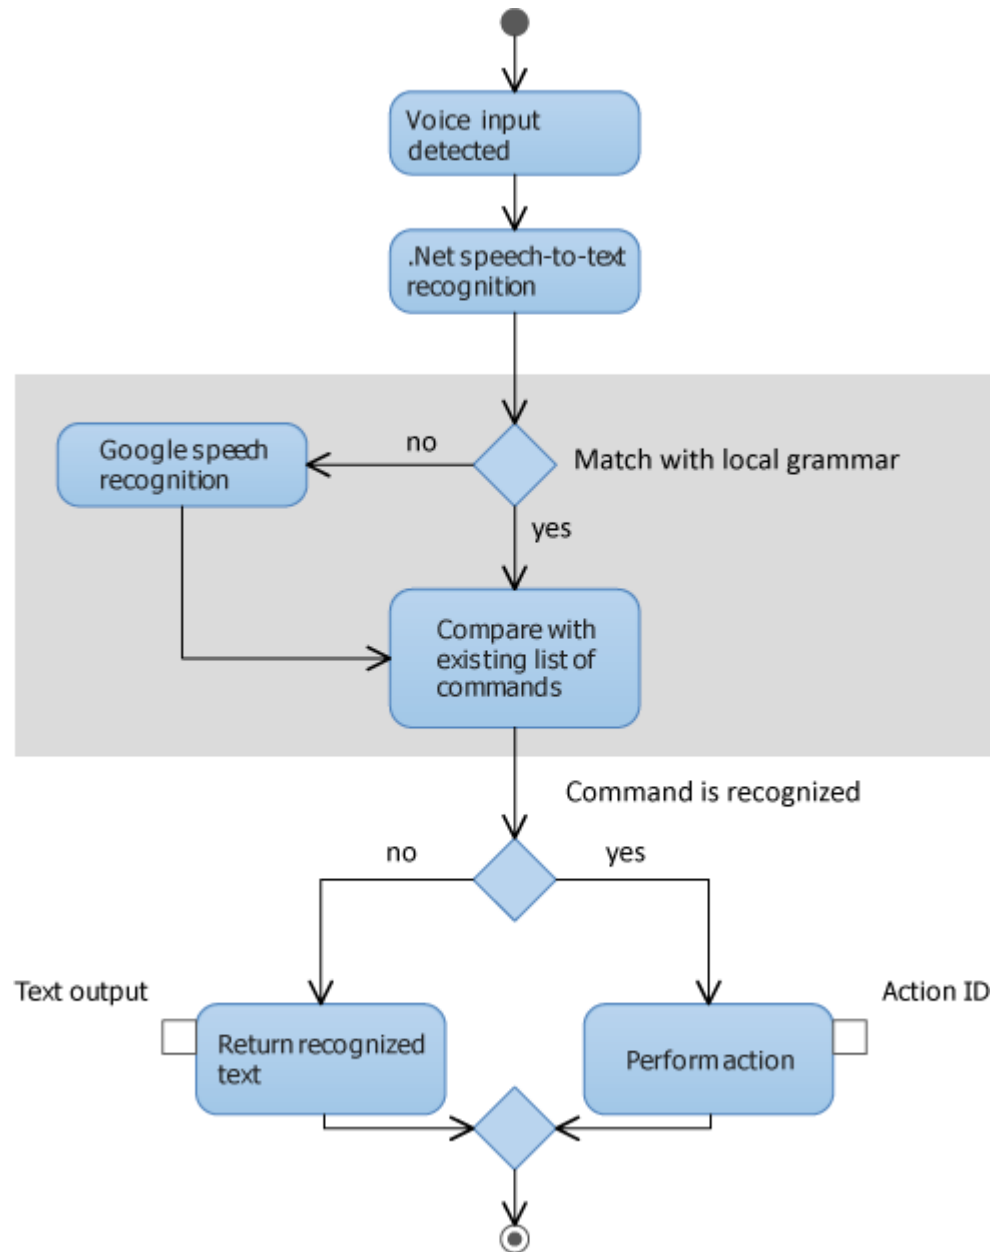 Voice input
detected
.Net speech-to-text
recognition
no
Google speech
recognition
Match with local grammar
yes
Compare with
existing list of
commands
Command is recognized
no
yes
Text output
Action ID
Return recognized
text
Perform action